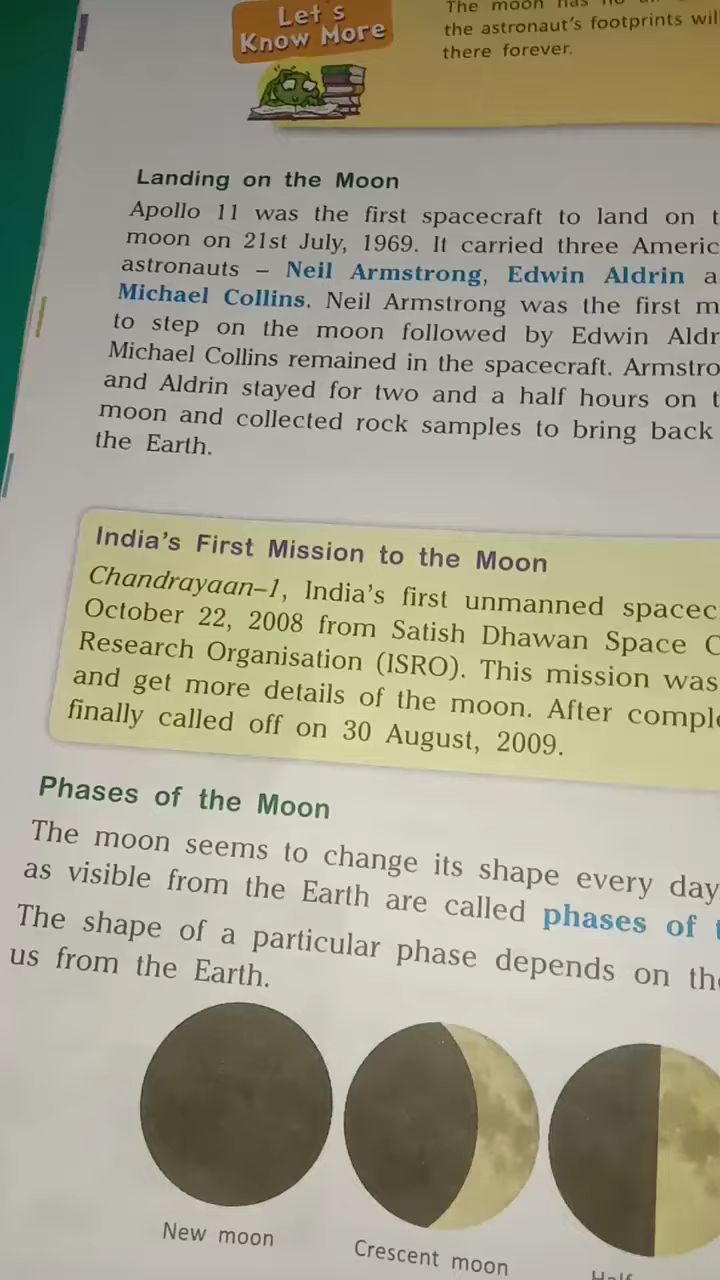 Let's
Know More
The moon has no
the astronaut's footprints
there forever.
Landing on the Moon
Apollo 11 was the first spacecraft to land on
moon on 21st July, 1969. It carried three
astronauts – Neil Armstrong, Edwin Aldrin
Michael Collins. Neil Armstrong was the first
to step on the moon followed by Edwin
Michael Collins remained in the spacecraft.
and Aldrin stayed for two and a half hours on
moon and collected rock samples to bring back
the Earth.
India's First Mission to the Moon
Chandrayaan–1, India's first unmanned
October 22, 2008 from Satish Dhawan Space
Research Organisation (ISRO). This mission was
and get more details of the moon. After
finally called off on 30 August, 2009.
Phases of the Moon
The moon seems to change its shape every day
as visible from the Earth are called phases of
The shape of a particular phase depends on
us from the Earth.
New moon
Crescent moon